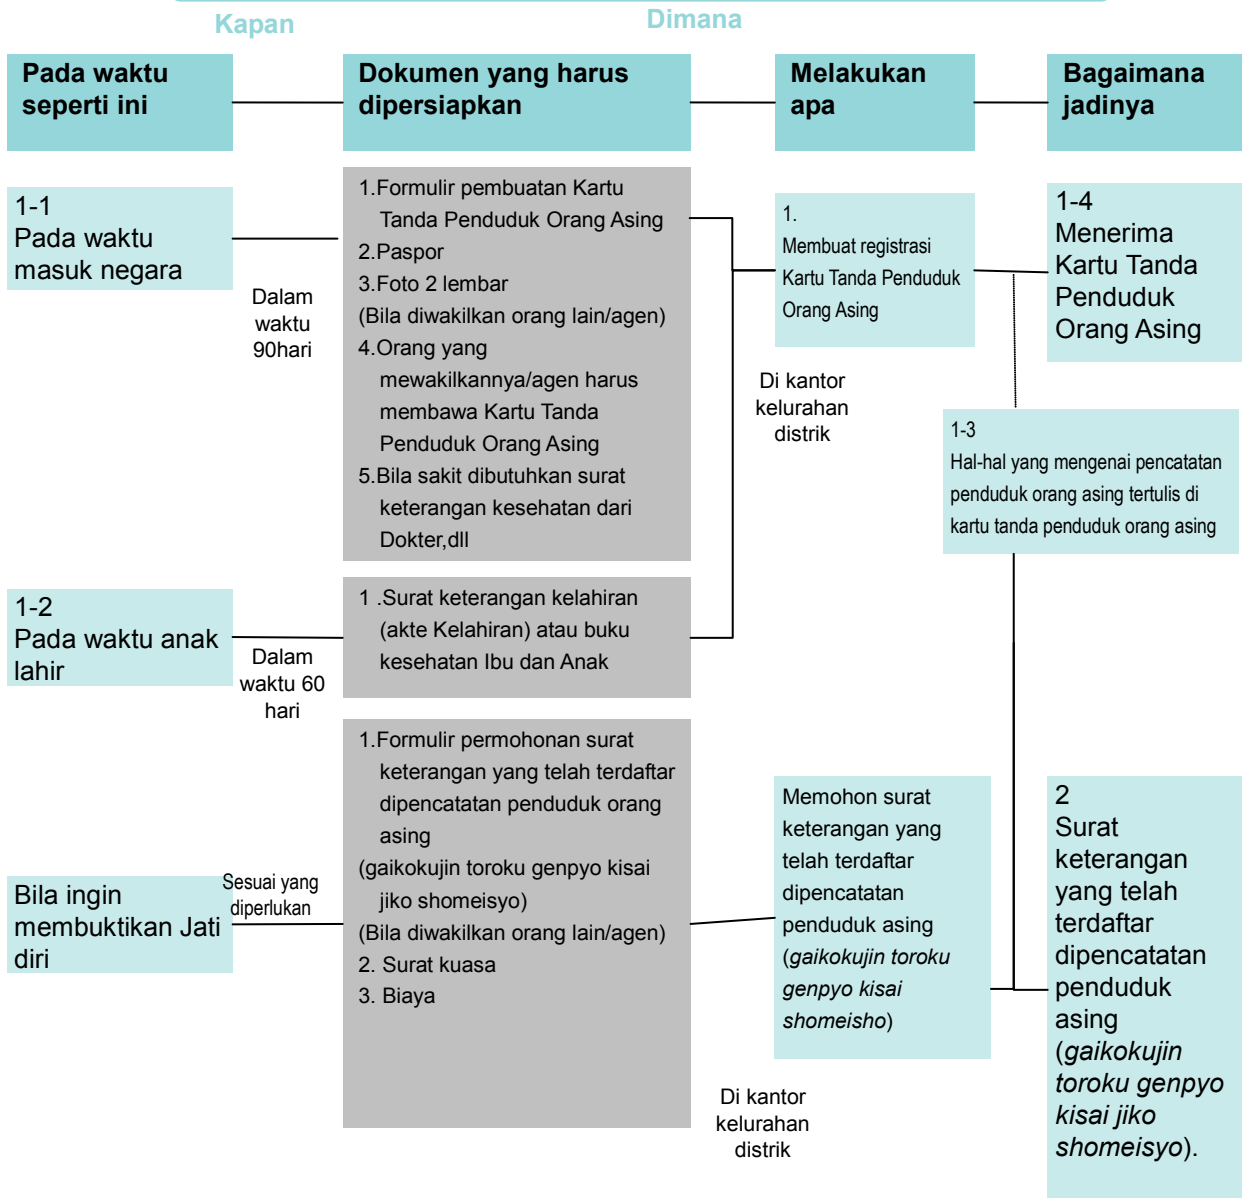 Kapan
Dimana
Pada waktu
seperti ini
Dokumen yang harus
dipersiapkan
Melakukan
apa
Bagaimana
jadinya
1-1
Pada waktu
masuk negara
Dalam
waktu
90hari
1.Formulir pembuatan Kartu
Tanda Penduduk Orang Asing
2.Paspor
3.Foto 2 lembar
(Bila diwakilkan orang lain/agen)
4.Orang yang
mewakilkannya/agen harus
membawa Kartu Tanda
Penduduk Orang Asing
5.Bila sakit dibutuhkan surat
keterangan kesehatan dari
Dokter,dll
1.
Membuat registrasi
Kartu Tanda Penduduk
Orang Asing
Di kantor
kelurahan
distrik
1-4
Menerima
Kartu Tanda
Penduduk
Orang Asing
1-3
Hal-hal yang mengenai pencatatan
penduduk orang asing tertulis di
kartu tanda penduduk orang asing
1-2
Pada waktu anak
lahir
Dalam
waktu 60
hari
1 .Surat keterangan kelahiran
(akte Kelahiran) atau buku
kesehatan Ibu dan Anak
Bila ingin
membuktikan Jati
diri
Sesuai yang
diperlukan
1.Formulir permohonan surat
keterangan yang telah terdaftar
dipencatatan penduduk orang
asing
(gaikokujin toroku genpyo kisai
jiko shomeisyo)
(Bila diwakilkan orang lain/agen)
2. Surat kuasa
3. Biaya
Di kantor
kelurahan
distrik
Memohon surat
keterangan yang
telah terdaftar
dipencatatan
penduduk asing
(gaikokujin toroku
genpyo kisai
shomeisho)
2
Surat
keterangan
yang telah
terdaftar
dipencatatan
penduduk
asing
(gaikokujin
toroku genpyo
kisai jiko
shomeisyo).